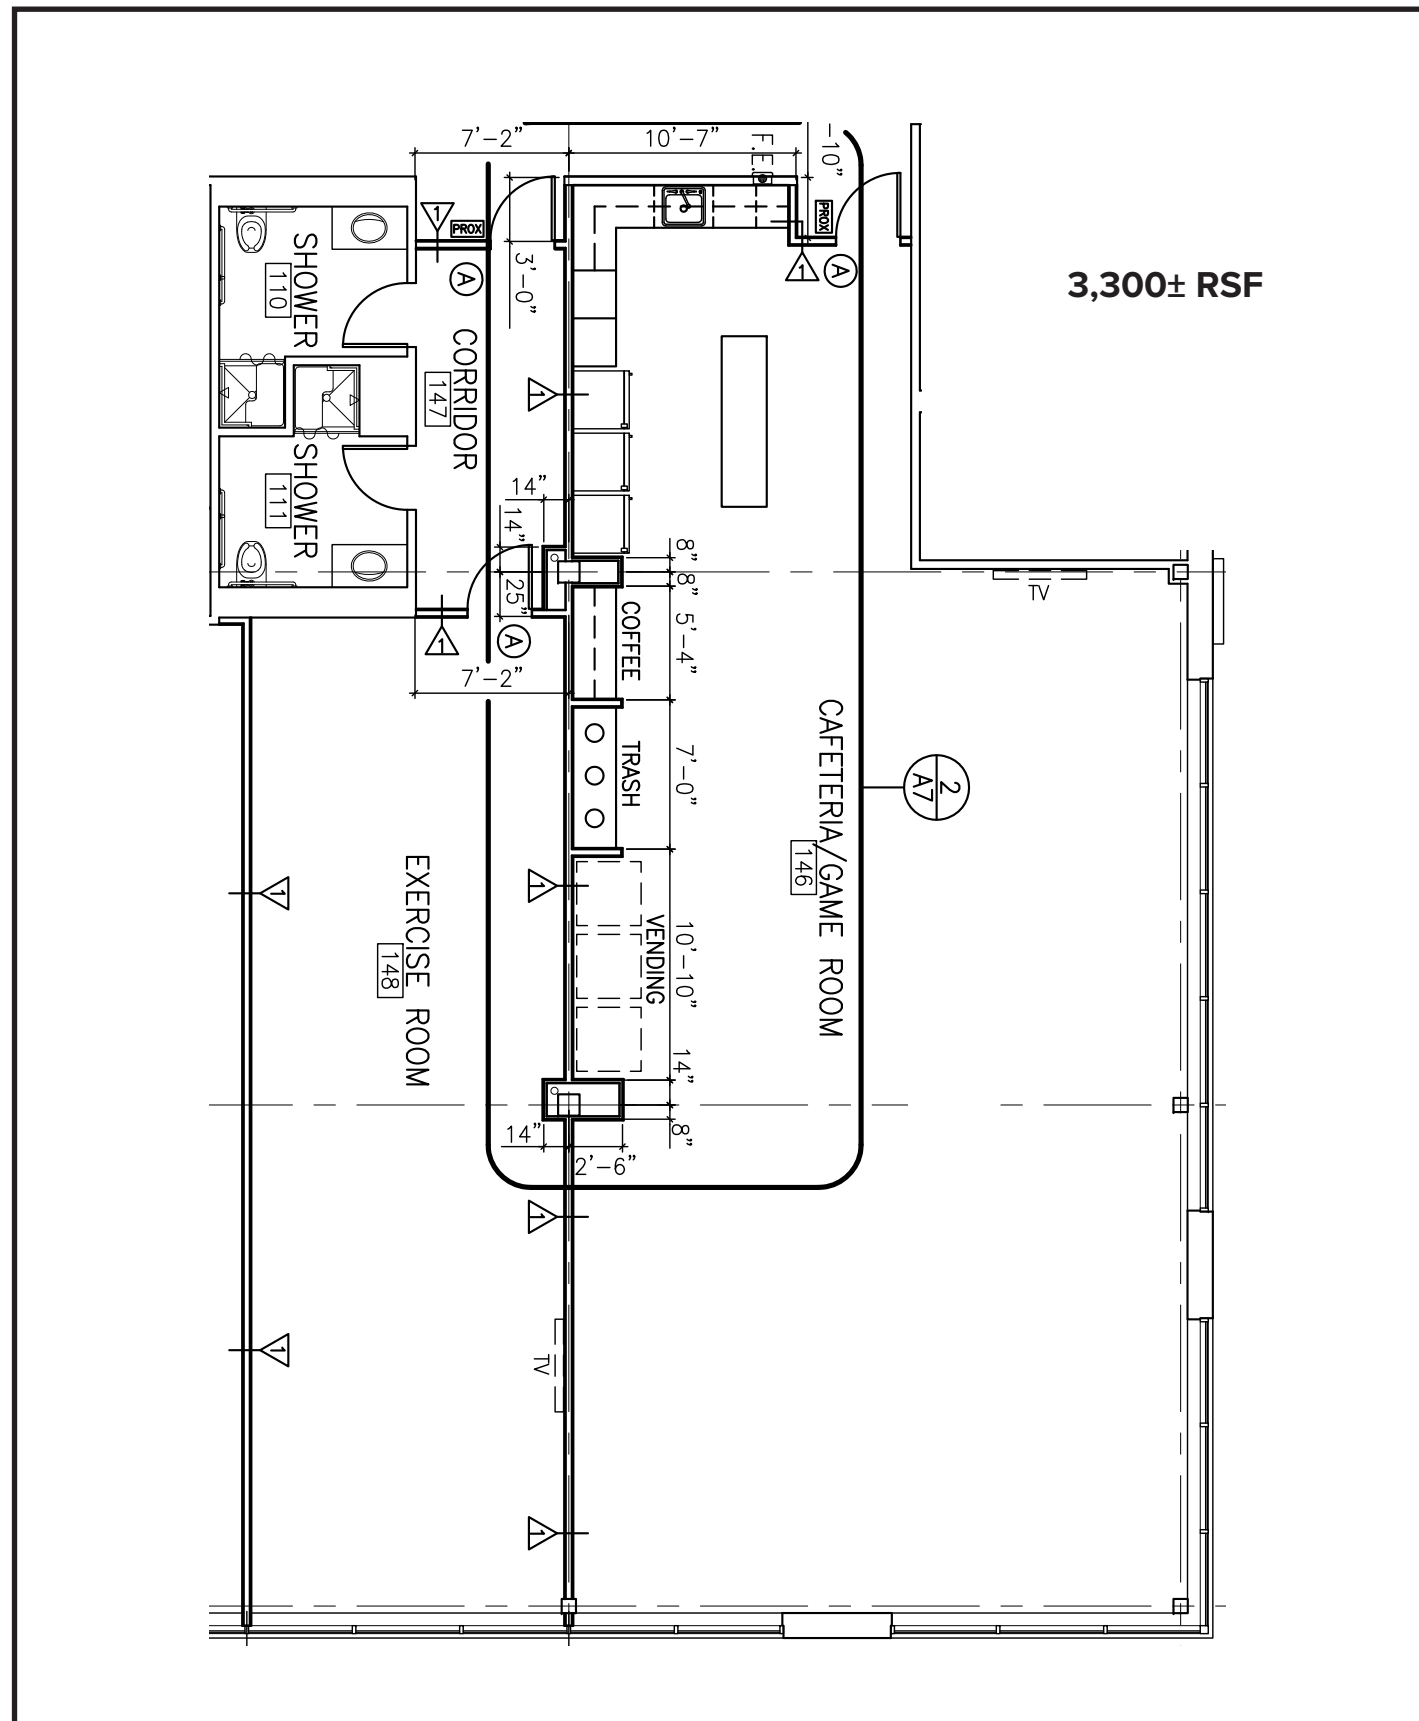 7'-2"
10'-7"
F.E.
-10"
PROX
PROX
1
1
A
A
3'-0"
3,300± RSF
SHOWER
110
CORRIDOR
147
1
SHOWER
111
14"
14"
25"
8"
8"
TV
1
A
COFFEE
5'-4"
7'-2"
TRASH
7'-0"
CAFETERIA/GAME ROOM
146
2
A7
EXERCISE ROOM
148
1
1
VENDING
10'-10"
14"
8"
14"
2'-6"
1
1
TV
1